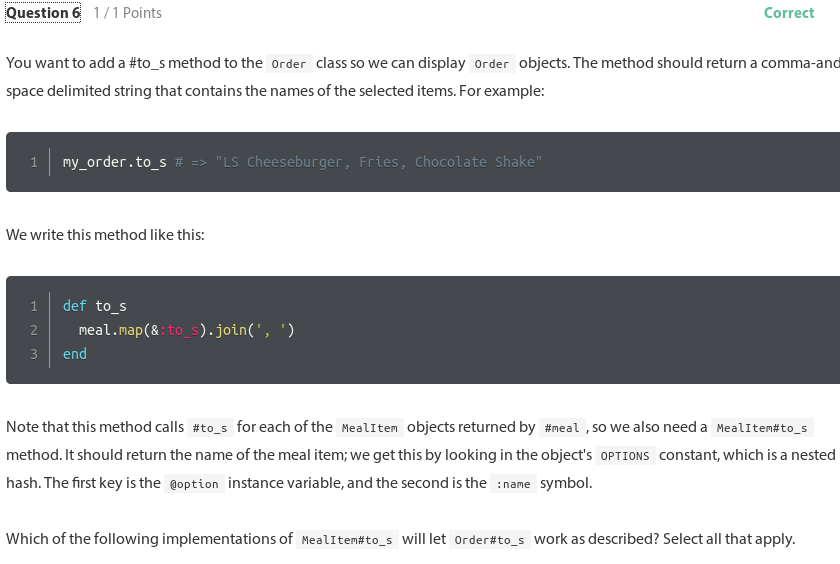 Question 6 1 / 1 Points Correct
You want to add a #to_s method to the Order class so we can display Order objects. The method should return a comma-and
space delimited string that contains the names of the selected items. For example:
1 my_order.to_s # => "LS Cheeseburger, Fries, Chocolate Shake"
We write this method like this:
1 def to_s
2 meal.map(&:to_s).join(', ')
3 end
Note that this method calls #to_s for each of the MealItem objects returned by #meal , so we also need a MealItem#to_s
method. It should return the name of the meal item; we get this by looking in the object's OPTIONS constant, which is a nested
hash. The first key is the @option instance variable, and the second is the :name symbol.
Which of the following implementations of MealItem#to_s will let Order#to_s work as described? Select all that apply.